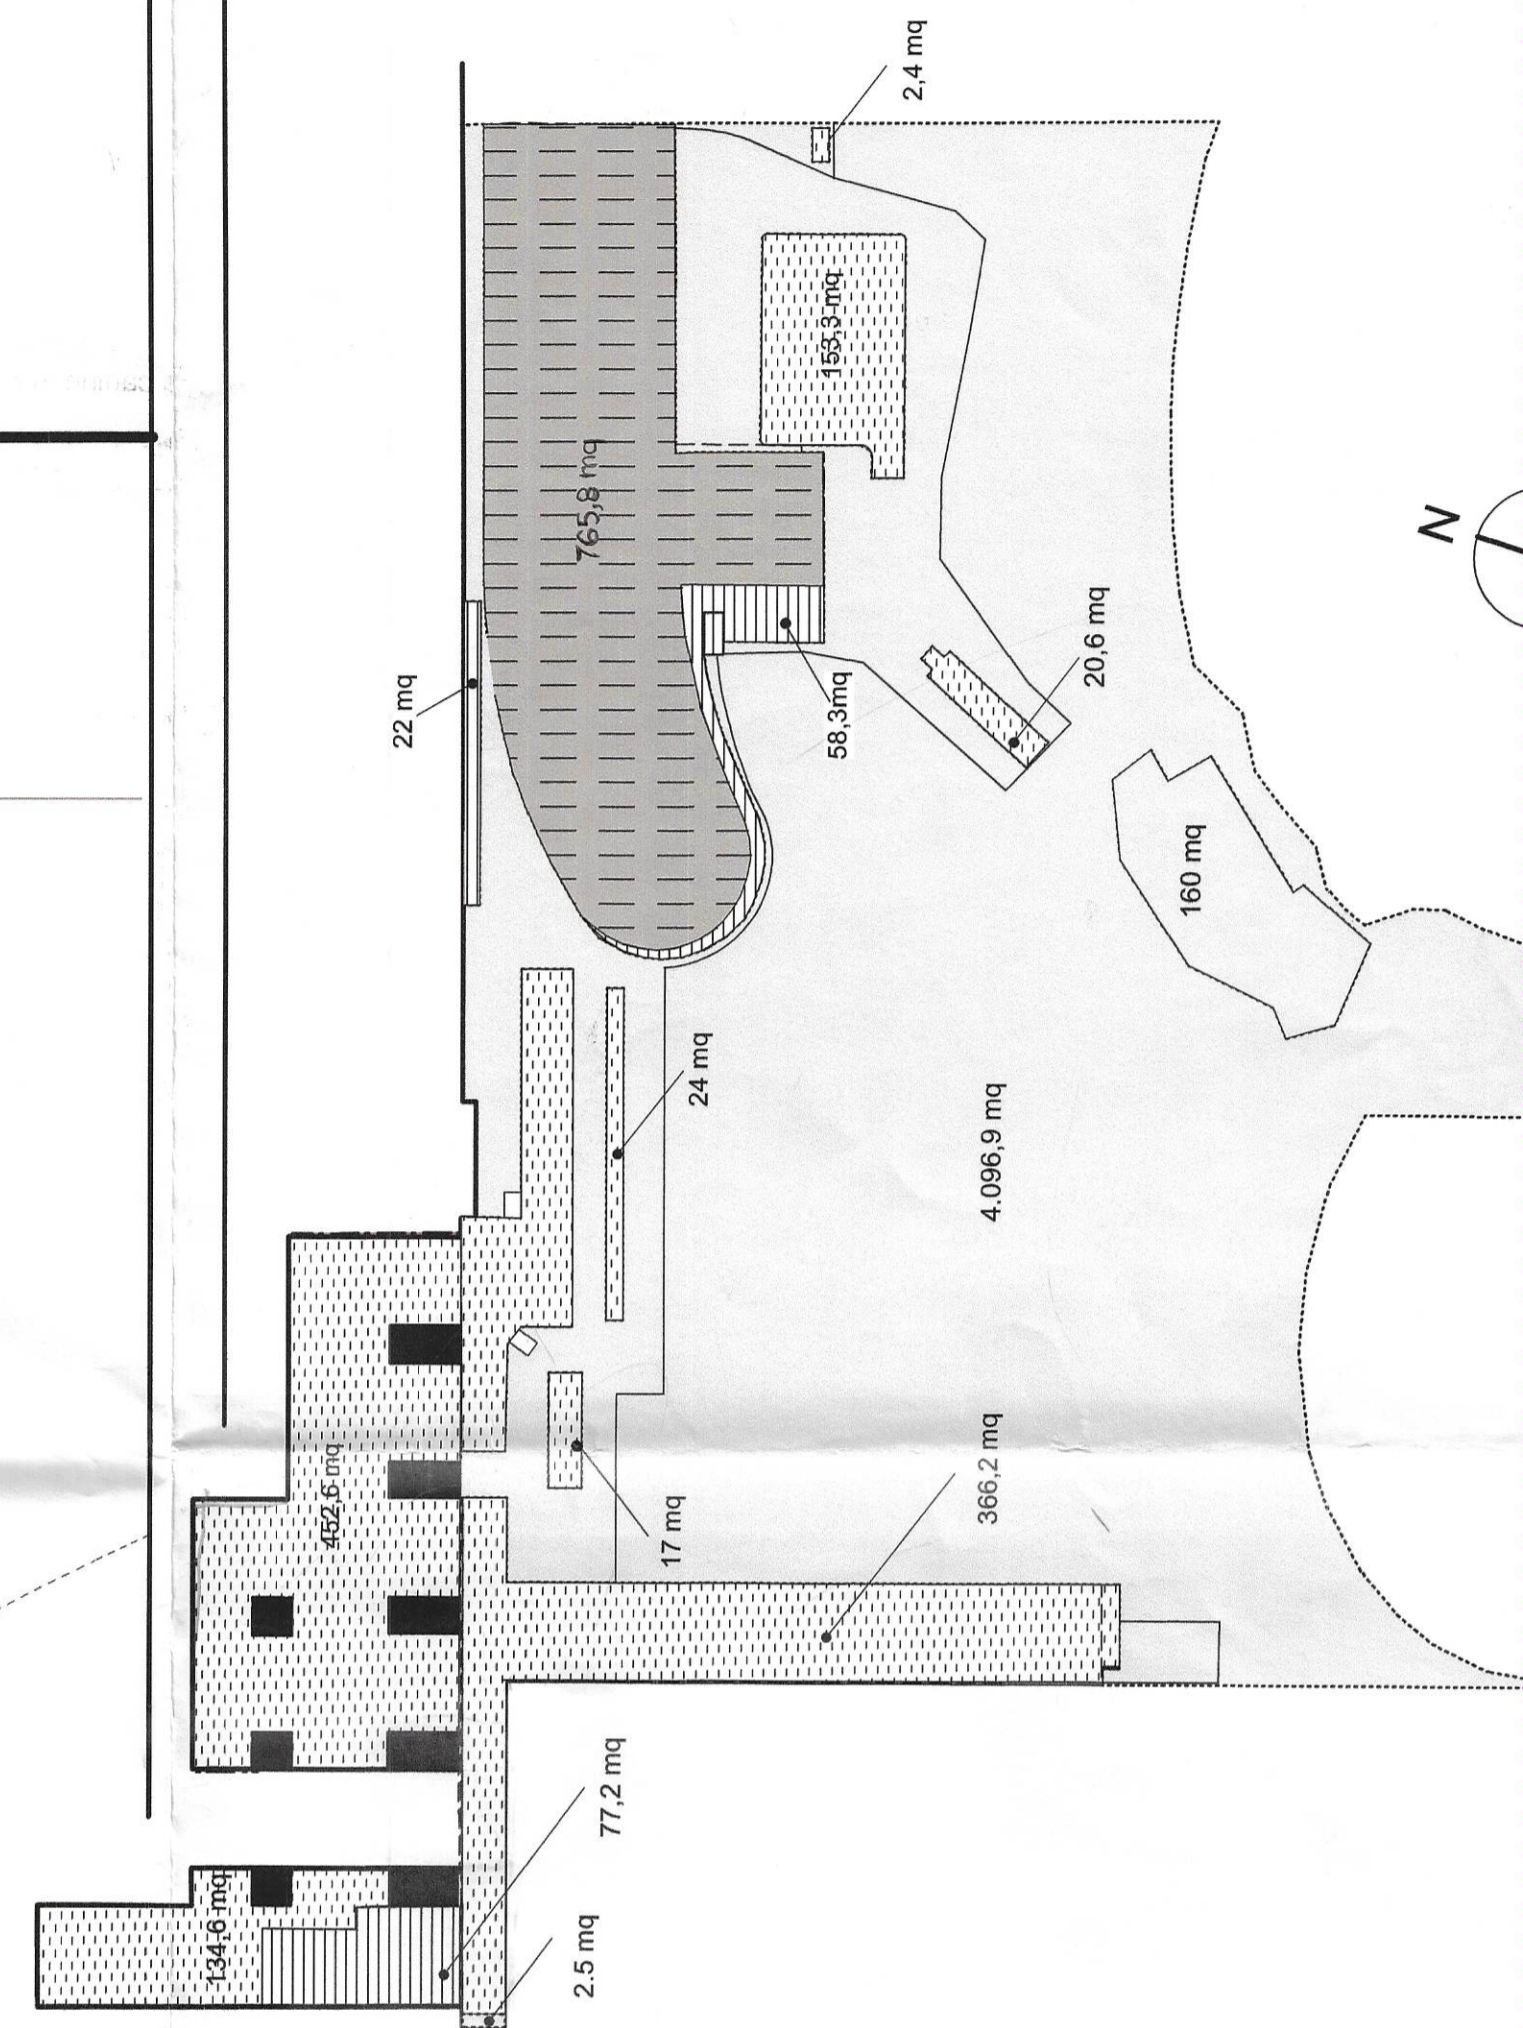 2,4 mq
153,3 mq
765,8 mq
N
22 mq
20,6 mq
58,3mq
160 mq
24 mq
4.096,9 mq
366,2 mq
452,6 mq
17 mq
77,2 mq
134,6 mq
2.5 mq